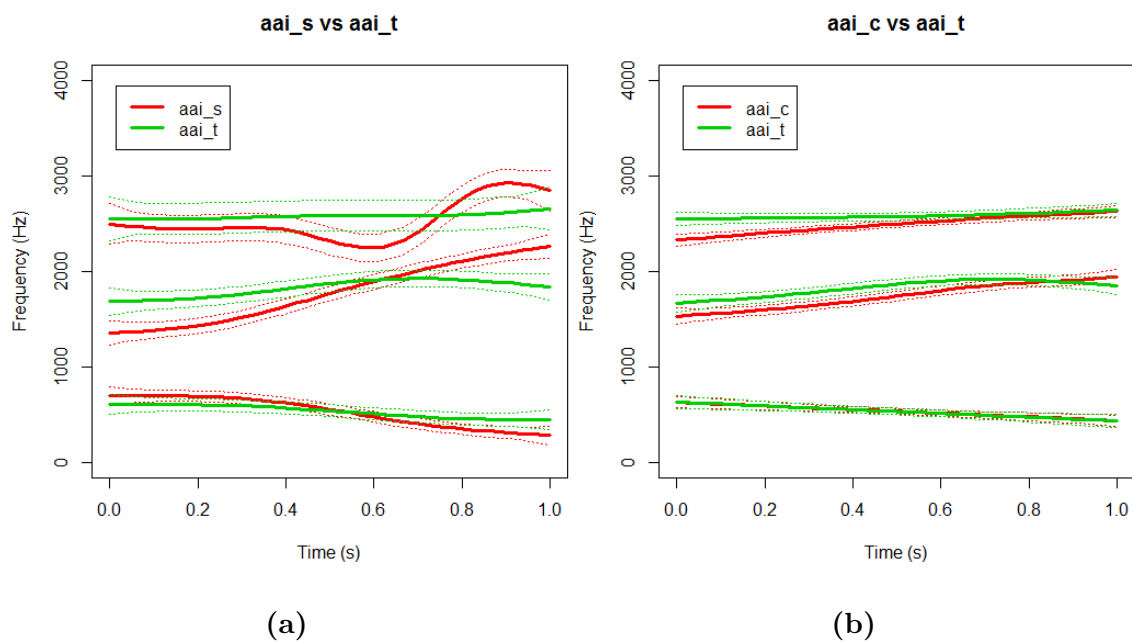 aai_s vs aai_t
4000
3000
2000
1000
0
Frequency (Hz)
aai_s
aai_t
0.0 0.2 0.4 0.6 0.8 1.0
Time (s)
(a)
aai_c vs aai_t
4000
3000
2000
1000
0
Frequency (Hz)
aai_c
aai_t
0.0 0.2 0.4 0.6 0.8 1.0
Time (s)
(b)